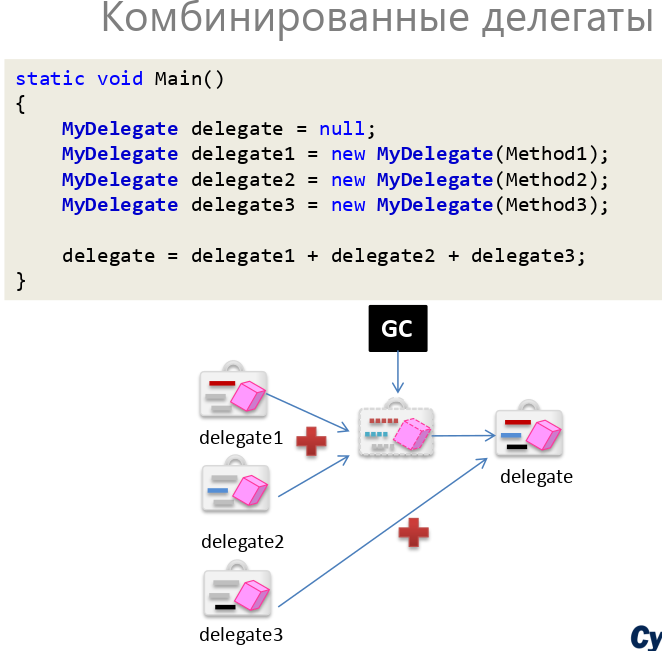 Комбинированные делегаты
static void Main()
{
    MyDelegate delegate = null;
    MyDelegate delegate1 = new MyDelegate(Method1);
    MyDelegate delegate2 = new MyDelegate(Method2);
    MyDelegate delegate3 = new MyDelegate(Method3);
    delegate = delegate1 + delegate2 + delegate3;
}
GC
delegate1
delegate
delegate2
delegate3
Cy